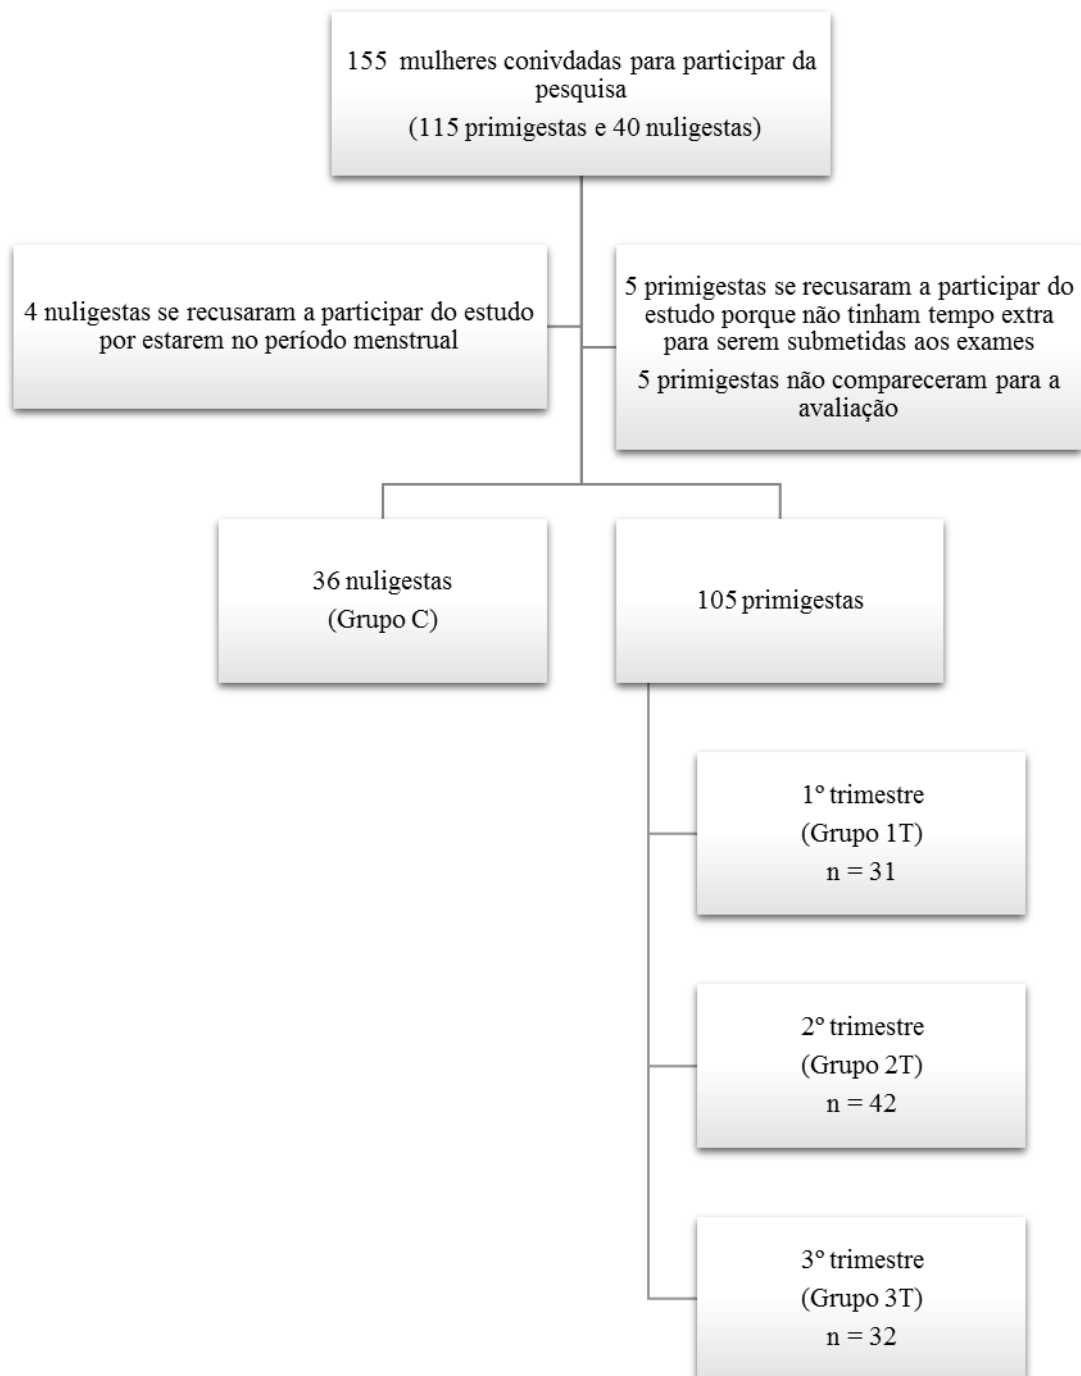 155 mulheres conivdadas para participar da
pesquisa
(115 primigestas e 40 nuligestas)
4 nuligestas se recusaram a participar do estudo
por estarem no período menstrual
5 primigestas se recusaram a participar do
estudo porque não tinham tempo extra
para serem submetidas aos exames
5 primigestas não compareceram para a
avaliação
36 nuligestas
(Grupo C)
105 primigestas
1º trimestre
(Grupo 1T)
n = 31
2º trimestre
(Grupo 2T)
n = 42
3º trimestre
(Grupo 3T)
n = 32